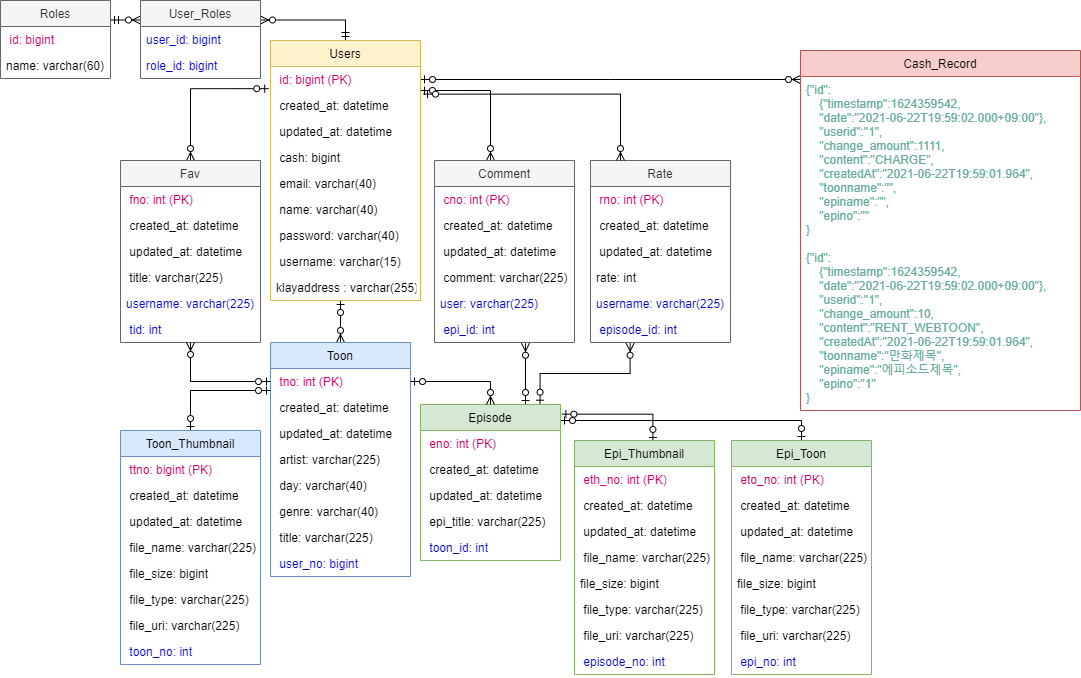 Roles
id: bigint
name: varchar(60)
User_Roles
user_id: bigint
role_id: bigint
Users
id: bigint (PK)
created_at: datetime
updated_at: datetime
cash: bigint
email: varchar(40)
name: varchar(40)
password: varchar(40)
username: varchar(15)
klayaddress : varchar(255)
Cash_Record
{"id":
{"timestamp":1624359542,
"date":"2021-06-22T19:59:02.000+09:00"},
"userid":"1",
"change_amount":1111,
"content":"CHARGE",
"createdAt":"2021-06-22T19:59:01.964",
"toonname":"",
"epiname":"",
"epino":""
}
{"id":
{"timestamp":1624359542,
"date":"2021-06-22T19:59:02.000+09:00"},
"userid":"1",
"change_amount":10,
"content":"RENT_WEBTOON",
"createdAt":"2021-06-22T19:59:01.964",
"toonname":"만화제목",
"epiname":"에피소드제목",
"epino":"1"
}
Fav
fno: int (PK)
created_at: datetime
updated_at: datetime
title: varchar(225)
username: varchar(225)
tid: int
Comment
cno: int (PK)
created_at: datetime
updated_at: datetime
comment: varchar(225)
user: varchar(225)
epi_id: int
Rate
rno: int (PK)
created_at: datetime
updated_at: datetime
rate: int
username: varchar(225)
episode_id: int
Toon
tno: int (PK)
created_at: datetime
updated_at: datetime
artist: varchar(225)
day: varchar(40)
genre: varchar(40)
title: varchar(225)
user_no: bigint
Episode
eno: int (PK)
created_at: datetime
updated_at: datetime
epi_title: varchar(225)
toon_id: int
Toon_Thumbnail
ttno: bigint (PK)
created_at: datetime
updated_at: datetime
file_name: varchar(225)
file_size: bigint
file_type: varchar(225)
file_uri: varchar(225)
toon_no: int
Epi_Thumbnail
eth_no: int (PK)
created_at: datetime
updated_at: datetime
file_name: varchar(225)
file_size: bigint
file_type: varchar(225)
file_uri: varchar(225)
episode_no: int
Epi_Toon
eto_no: int (PK)
created_at: datetime
updated_at: datetime
file_name: varchar(225)
file_size: bigint
file_type: varchar(225)
file_uri: varchar(225)
epi_no: int